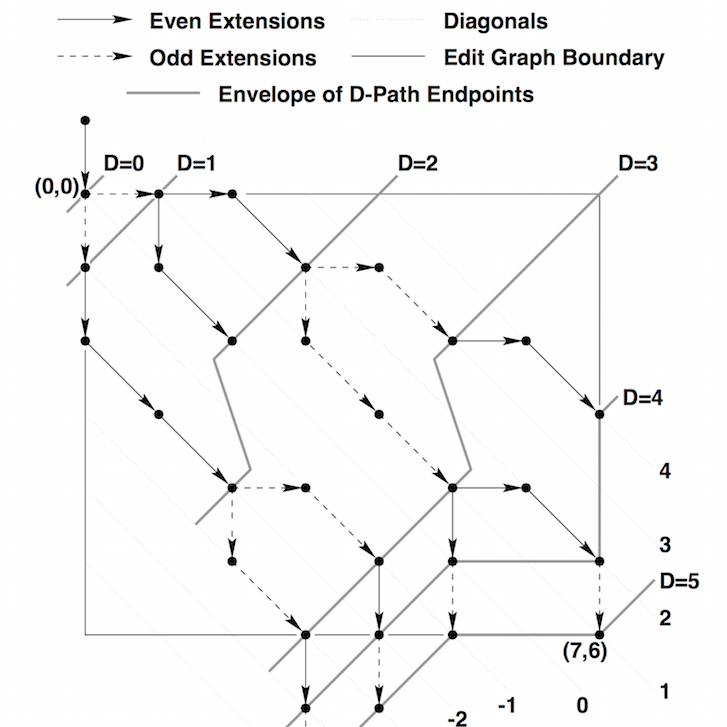 Even Extensions Diagonals
Odd Extensions Edit Graph Boundary
Envelope of D-Path Endpoints
D=0 D=1 D=2 D=3
(0,0)
D=4
4
3
D=5
2
(7,6)
1
0
-1
-2